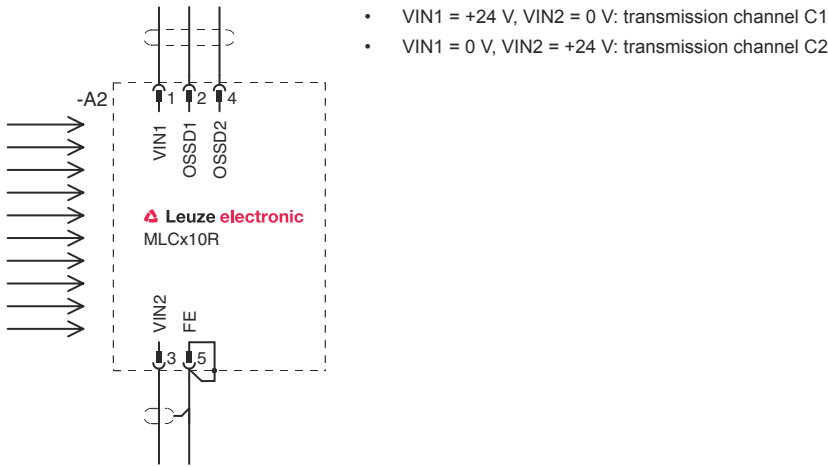 • VIN1 = +24 V, VIN2 = 0 V: transmission channel C1
• VIN1 = 0 V, VIN2 = +24 V: transmission channel C2
-A2
1 2 4
VIN1
OSSD1
OSSD2
Leuze electronic
MLCx10R
VIN2
FE
3 5